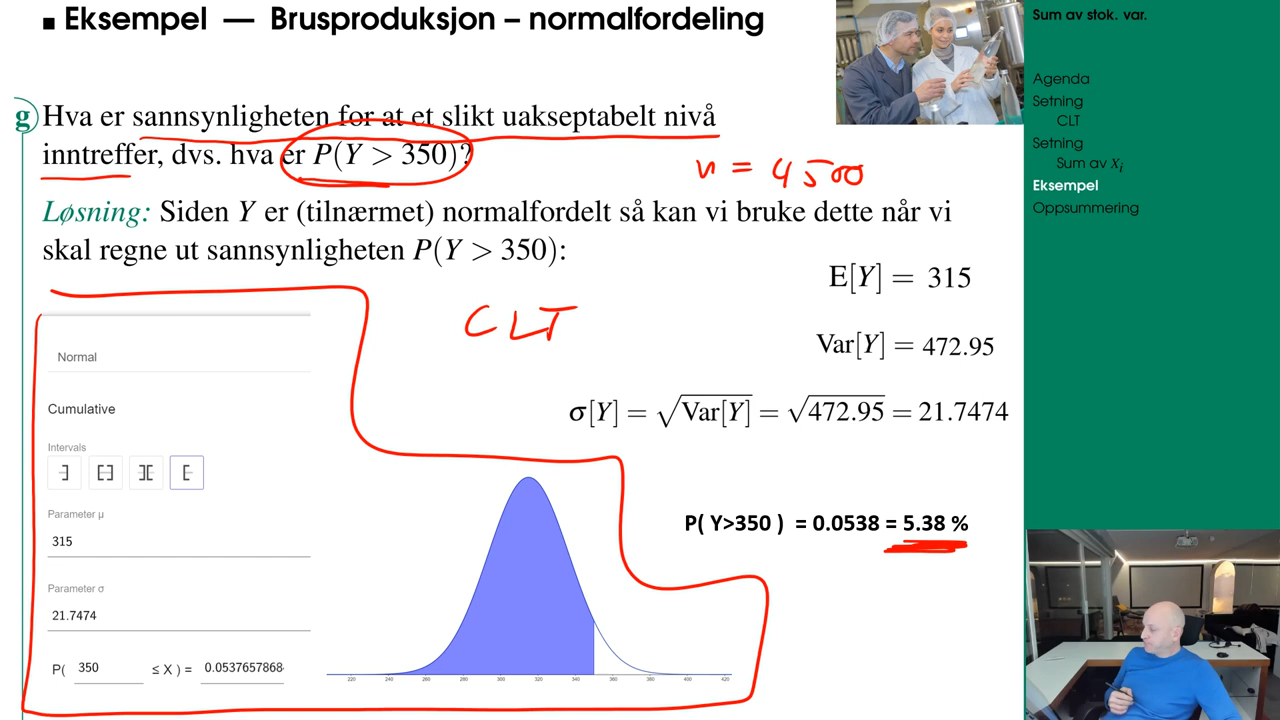 ▪ Eksempel — Brusproduksjon – normalfordeling
g Hva er sannsynligheten for at et slikt uakseptabelt nivå
inntreffer, dvs. hva er P(Y > 350)?
n = 4500
Løsning: Siden Y er (tilnærmet) normalfordelt så kan vi bruke dette når vi
skal regne ut sannsynligheten P(Y > 350):
E[Y] = 315
CLT
Var[Y] = 472.95
σ[Y] = √Var[Y] = √472.95 = 21.7474
Normal
Cumulative
Intervals
Parameter μ
315
Parameter σ
21.7474
P( 350 ≤ X ) = 0.0537657868
P( Y>350 ) = 0.0538 = 5.38 %
220 240 260 280 300 320 340 360 380 400 420
Sum av stok. var.
Agenda
Setning
CLT
Setning
Sum av Xᵢ
Eksempel
Oppsummering